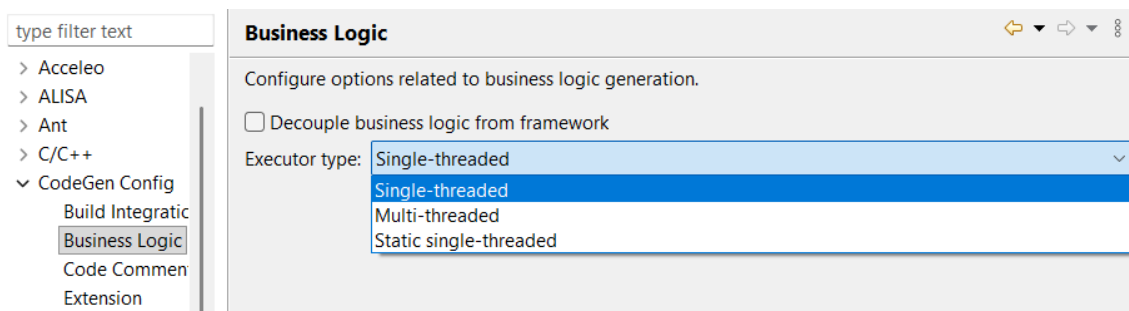 type filter text
Acceleo
ALISA
Ant
C/C++
CodeGen Config
Build Integratic
Business Logic
Code Commen
Extension
Business Logic
Configure options related to business logic generation.
Decouple business logic from framework
Executor type: Single-threaded
Single-threaded
Multi-threaded
Static single-threaded